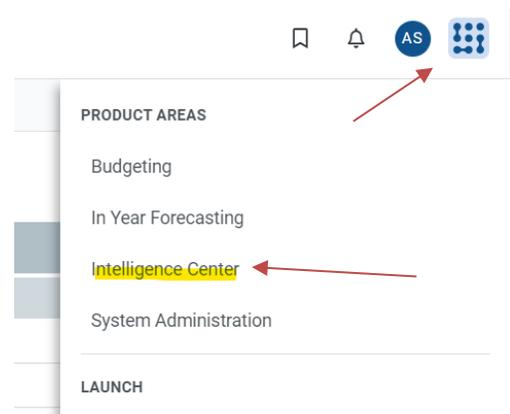 AS
PRODUCT AREAS
Budgeting
In Year Forecasting
Intelligence Center
System Administration
LAUNCH